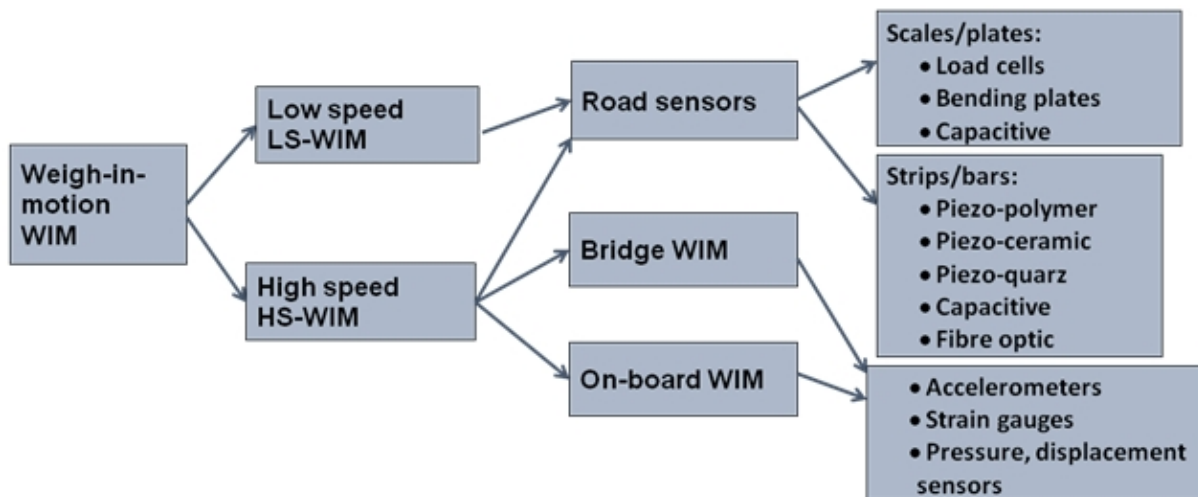 Weigh-in-
motion
WIM
Low speed
LS-WIM
High speed
HS-WIM
Road sensors
Bridge WIM
On-board WIM
Scales/plates:
• Load cells
• Bending plates
• Capacitive
Strips/bars:
• Piezo-polymer
• Piezo-ceramic
• Piezo-quarz
• Capacitive
• Fibre optic
• Accelerometers
• Strain gauges
• Pressure, displacement
sensors